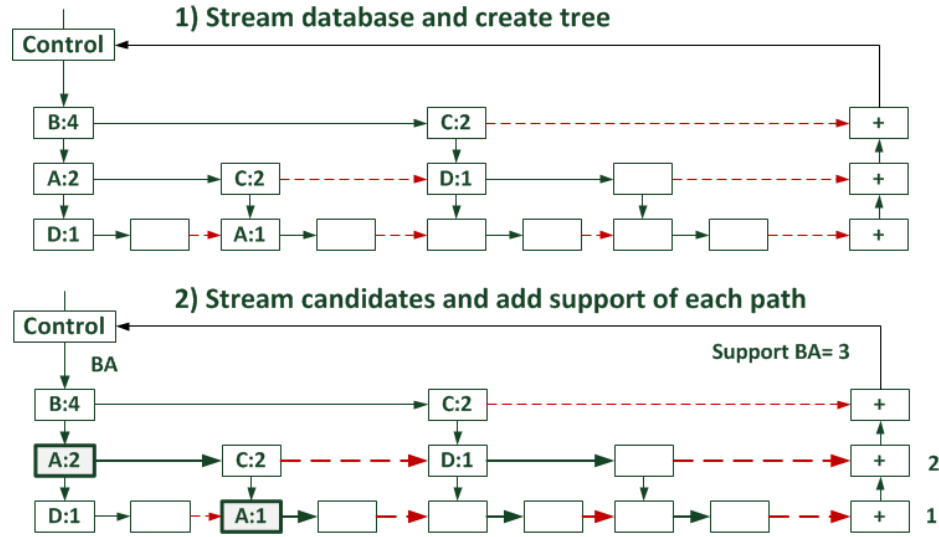 1) Stream database and create tree
Control
B:4 C:2 +
A:2 C:2 D:1 +
D:1 A:1 +
2) Stream candidates and add support of each path
Control
BA Support BA= 3
B:4 C:2 +
A:2 C:2 D:1 + 2
D:1 A:1 + 1